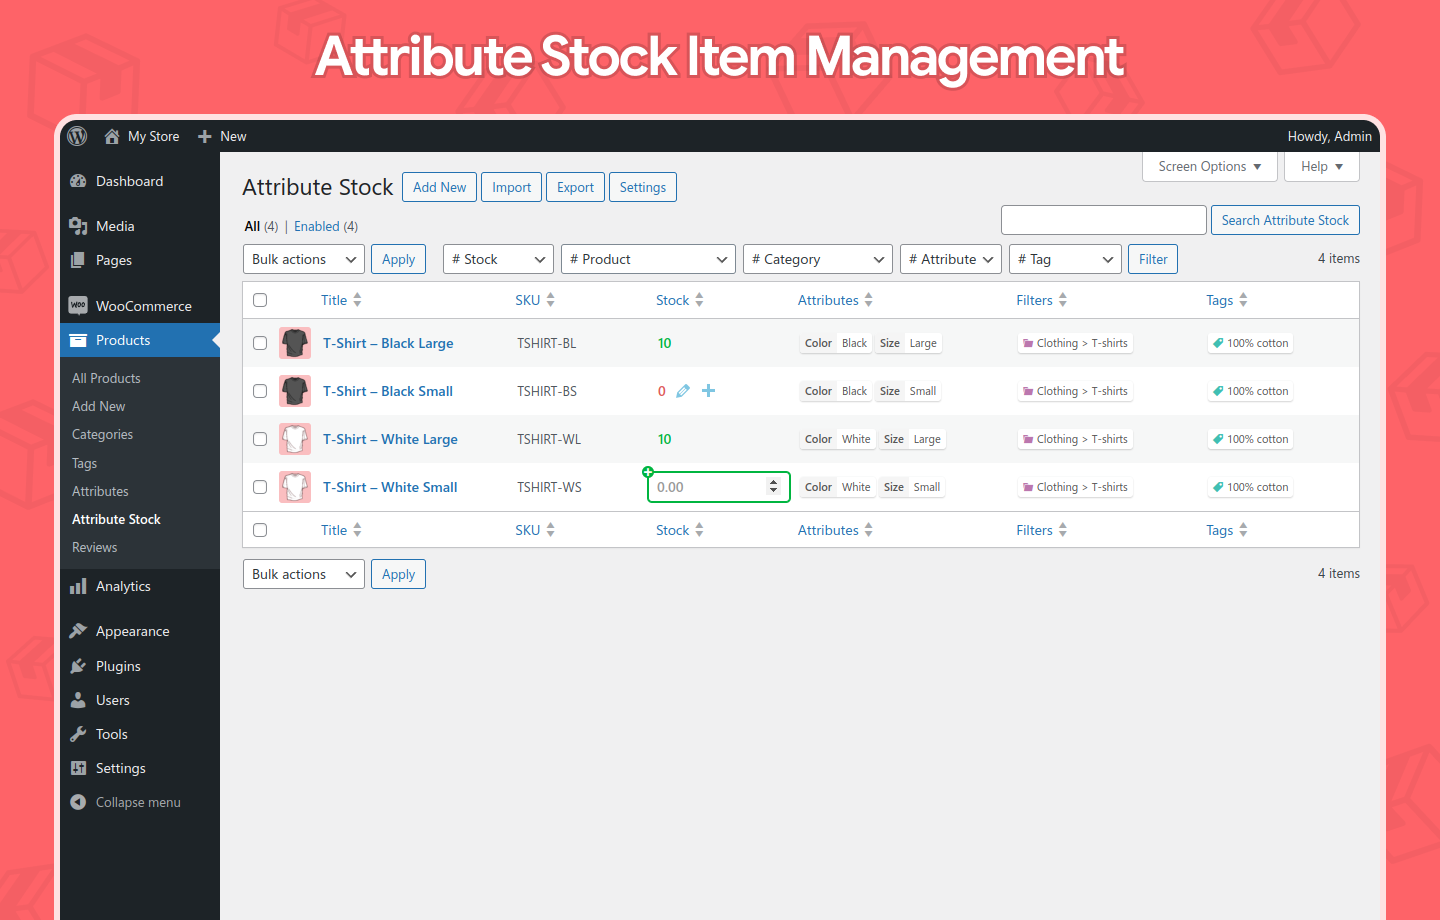 Attribute Stock Item Management
My Store New Howdy, Admin
Screen Options Help
Dashboard
Media
Pages
WooCommerce
Products
All Products
Add New
Categories
Tags
Attributes
Attribute Stock
Reviews
Analytics
Appearance
Plugins
Users
Tools
Settings
Collapse menu
Attribute Stock Add New Import Export Settings
All (4) | Enabled (4) Search Attribute Stock
Bulk actions Apply # Stock # Product # Category # Attribute # Tag Filter 4 items
Title SKU Stock Attributes Filters Tags
T-Shirt – Black Large TSHIRT-BL 10 Color Black Size Large Clothing > T-shirts 100% cotton
T-Shirt – Black Small TSHIRT-BS 0 Color Black Size Small Clothing > T-shirts 100% cotton
T-Shirt – White Large TSHIRT-WL 10 Color White Size Large Clothing > T-shirts 100% cotton
T-Shirt – White Small TSHIRT-WS 0.00 Color White Size Small Clothing > T-shirts 100% cotton
Title SKU Stock Attributes Filters Tags
Bulk actions Apply 4 items